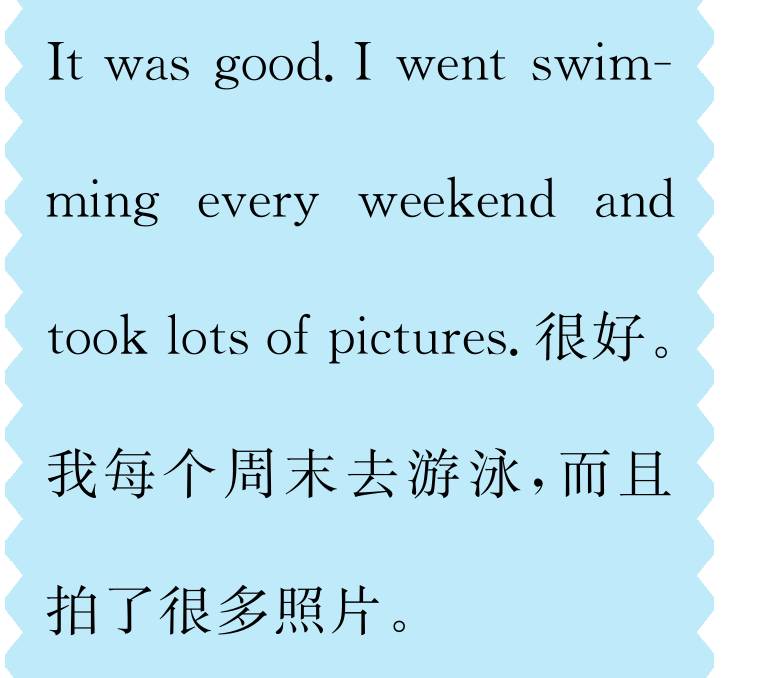 It was good. I went swim-
ming every weekend and
took lots of pictures. 很好。
我每个周末去游泳,而且
拍了很多照片。